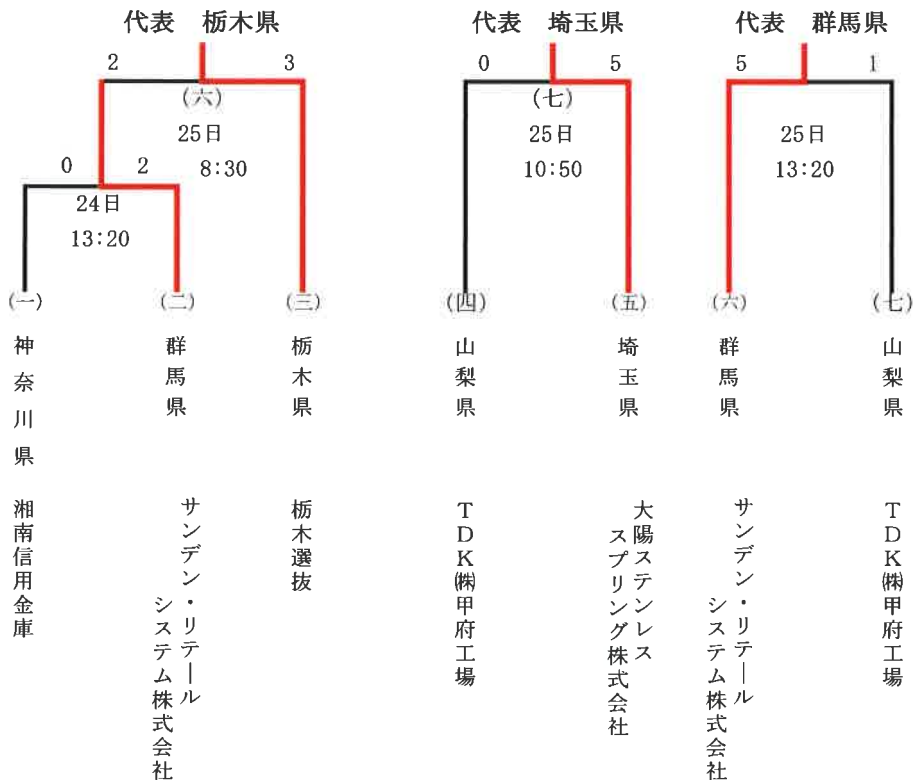 代表　栃木県
代表　埼玉県
代表　群馬県
2
3
0
5
5
1
(六)
(七)
25日
8:30
25日
10:50
25日
13:20
0
2
24日
13:20
(一)
(二)
(三)
(四)
(五)
(六)
(七)
神奈川県
群馬県
栃木県
山梨県
埼玉県
群馬県
山梨県
湘南信用金庫
サンデン・リテール
システム株式会社
栃木選抜
TDK㈱甲府工場
大陽ステンレス
スプリング株式会社
サンデン・リテール
システム株式会社
TDK㈱甲府工場